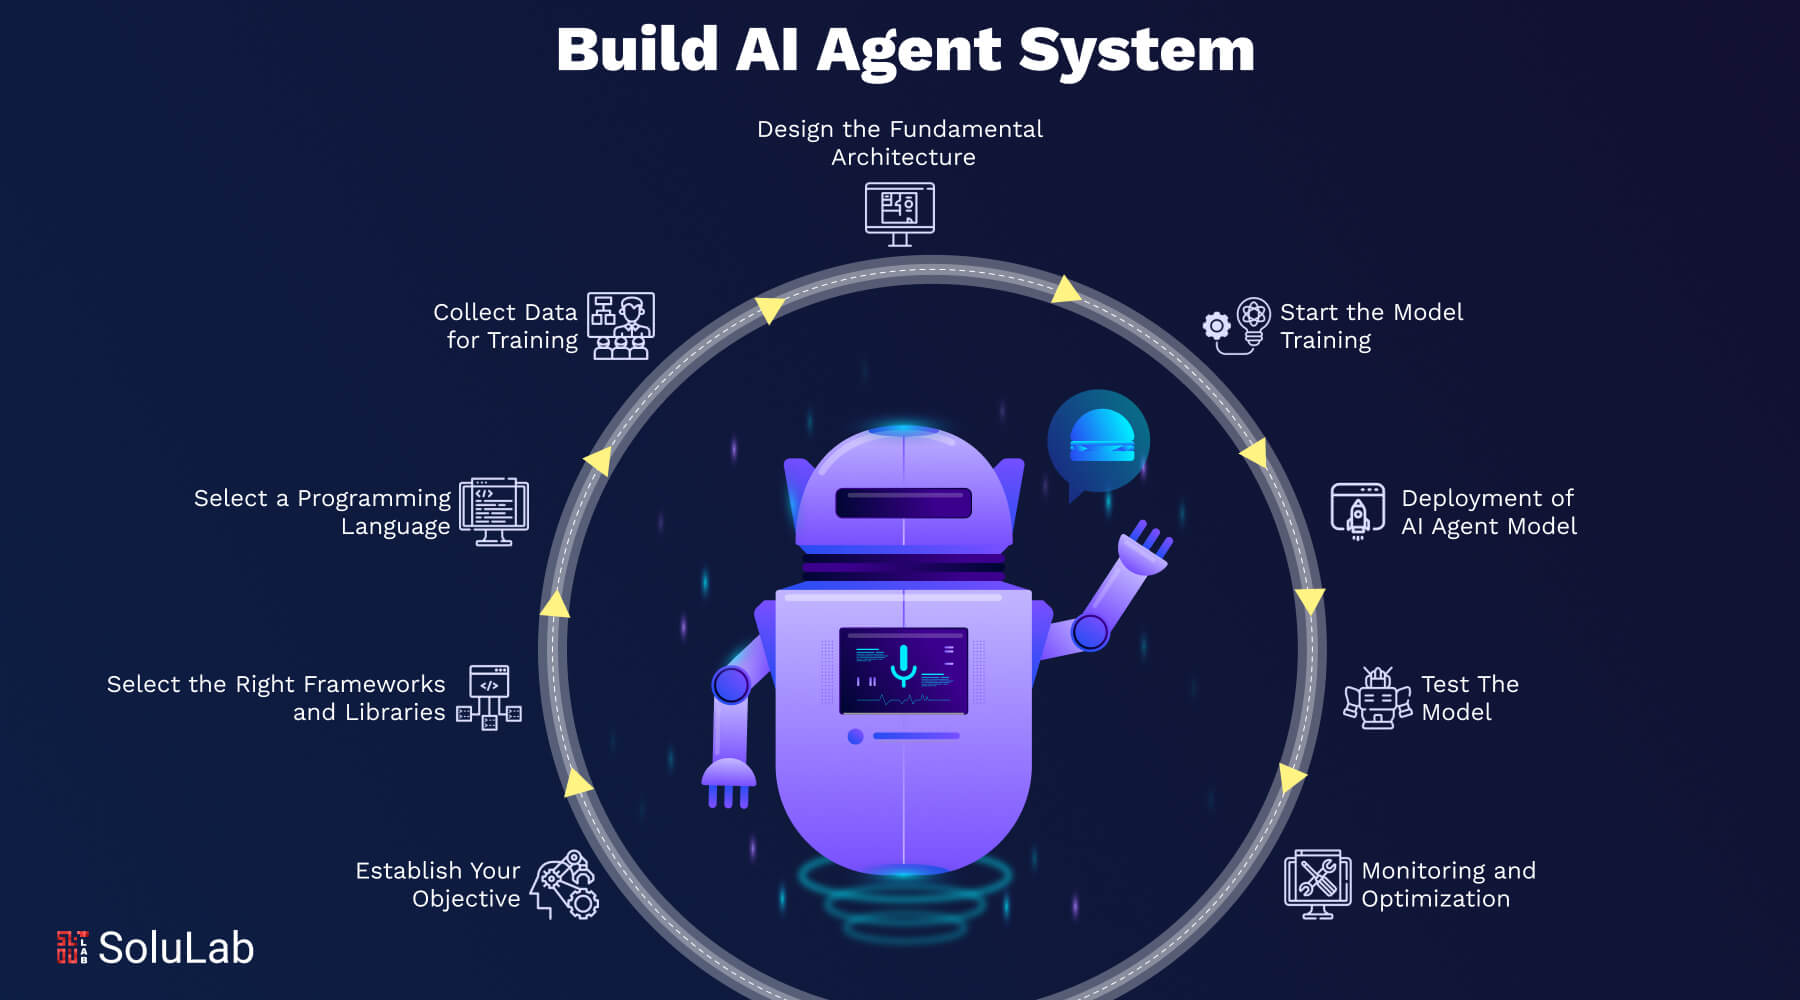 Build AI Agent System
Design the Fundamental
Architecture
Collect Data
for Training
Start the Model
Training
Select a Programming
Language
Deployment of
AI Agent Model
Select the Right Frameworks
and Libraries
Test The
Model
Establish Your
Objective
Monitoring and
Optimization
SoluLab